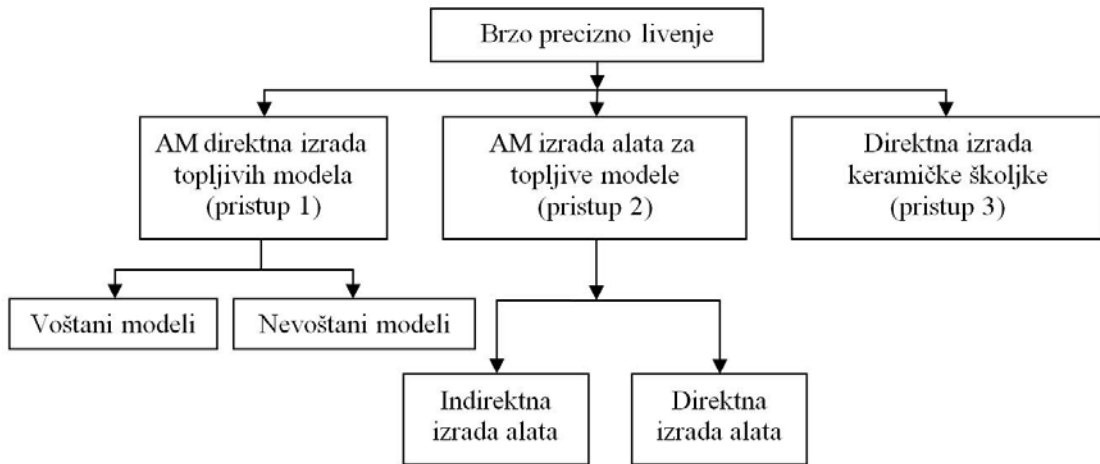 Brzo precizno livenje
AM direktna izrada
topljivih modela
(pristup 1)
AM izrada alata za
topljive modele
(pristup 2)
Direktna izrada
keramičke školjke
(pristup 3)
Voštani modeli
Nevoštani modeli
Indirektna
izrada alata
Direktna
izrada alata